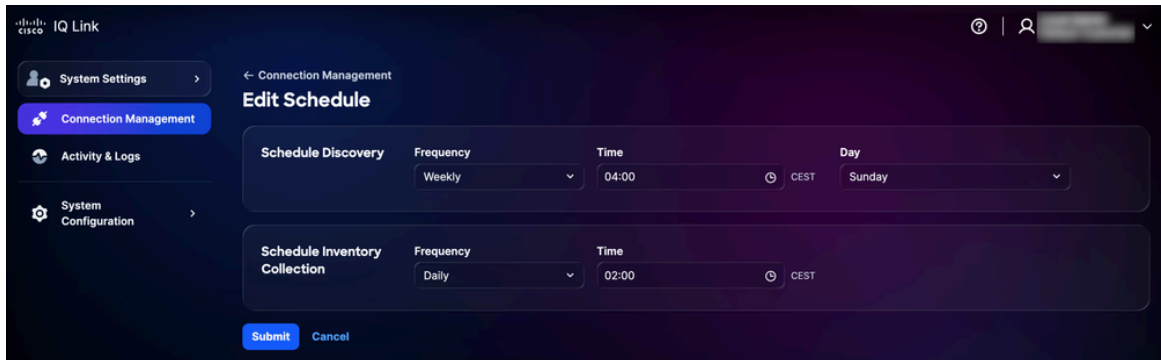 cisco IQ Link
System Settings
← Connection Management
Edit Schedule
Connection Management
Activity & Logs
System
Configuration
Schedule Discovery
Frequency
Time
Day
Weekly
04:00
CEST
Sunday
Schedule Inventory
Collection
Frequency
Time
Daily
02:00
CEST
Submit
Cancel